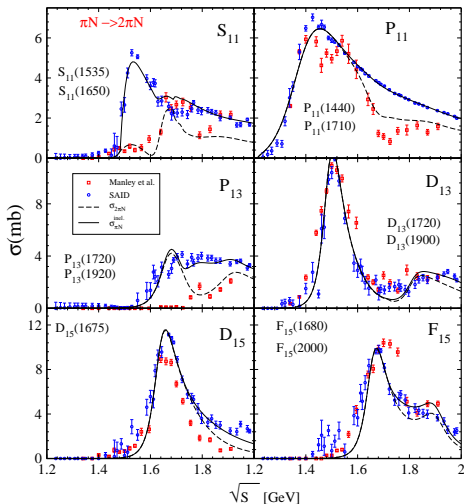 πN −>2πN
S11
S11(1535)
S11(1650)
P11
P11(1440)
P11(1710)
6
4
2
0
σ(mb)
Manley et al.
SAID
σ2πN
σπN inel.
P13
P13(1720)
P13(1920)
D13
D13(1720)
D13(1900)
8
4
0
D15(1675)
D15
F15(1680)
F15(2000)
F15
12
8
4
0
1.2 1.4 1.6 1.8 1.2 1.4 1.6 1.8 2
√S [GeV]